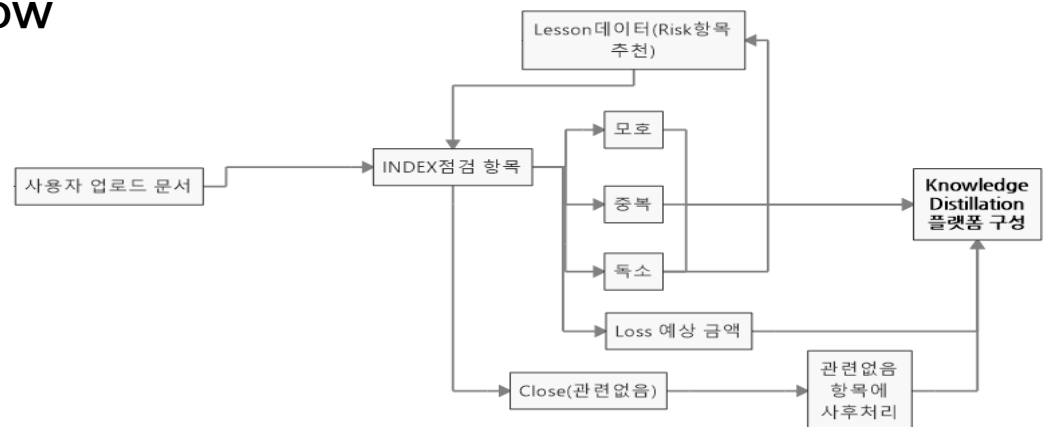 Lesson데이터(Risk항목
추천)
모호
INDEX점검 항목
사용자 업로드 문서
중복
Knowledge
Distillation
플랫폼 구성
독소
Loss 예상 금액
Close(관련없음)
관련없음
항목에
사후처리